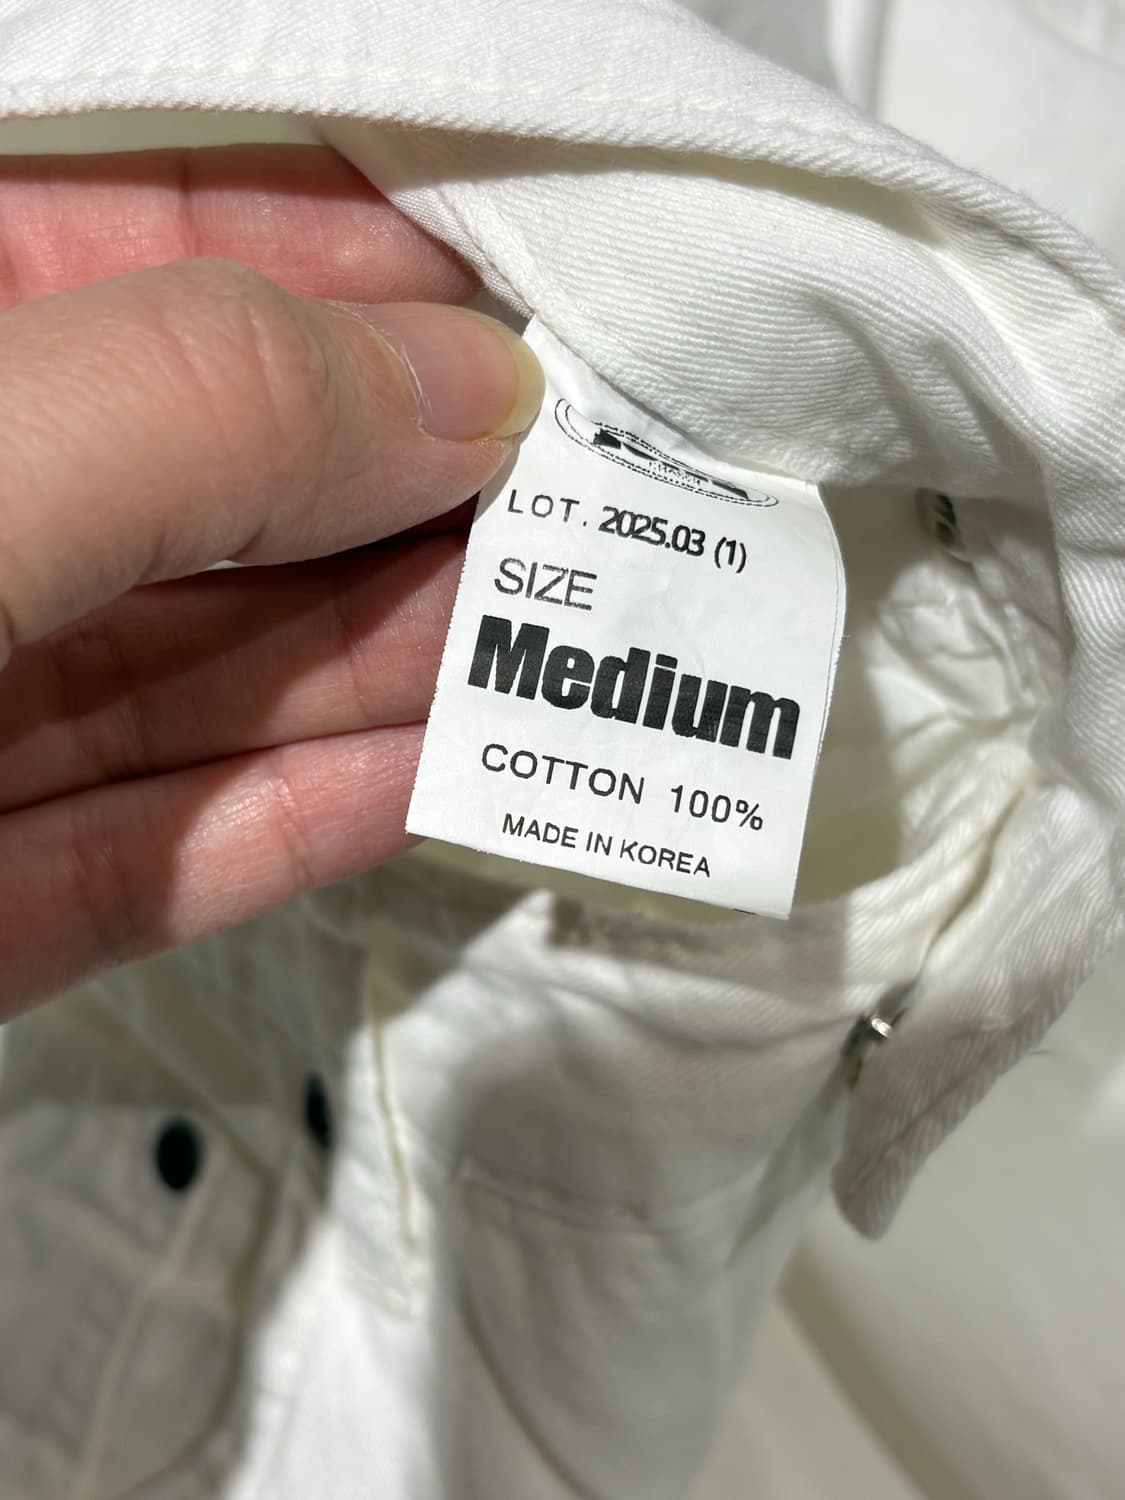 LOT. 2025.03 (1)
SIZE
Medium
COTTON 100%
MADE IN KOREA